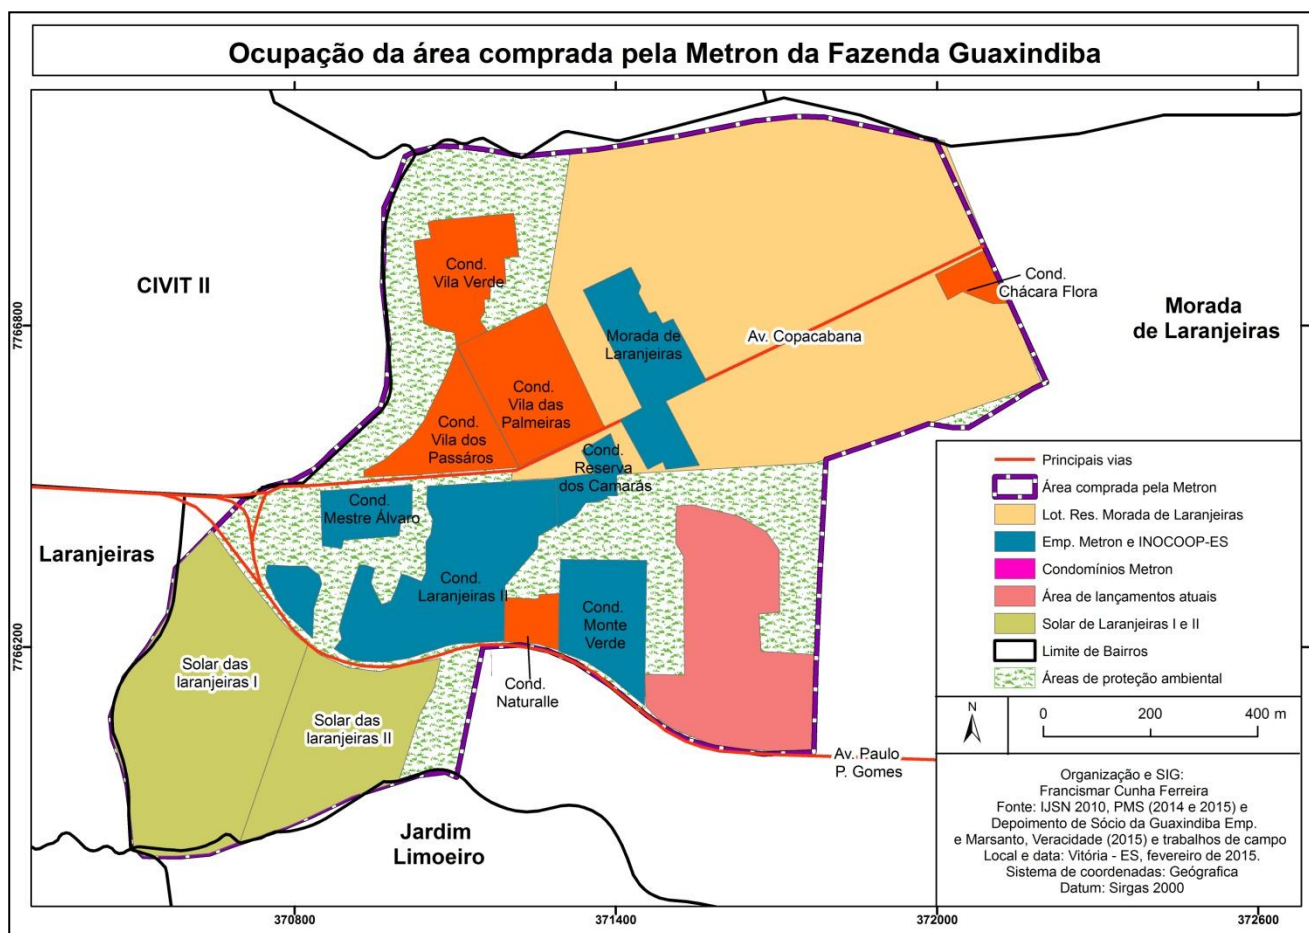 Ocupação da área comprada pela Metron da Fazenda Guaxindiba
CIVIT II
Cond.
Vila Verde
Cond.
Chácara Flora
Morada
de Laranjeiras
7766800
Morada de
Laranjeiras
Av. Copacabana
Cond.
Vila das
Palmeiras
Cond.
Vila dos
Passáros
Cond.
Reserva
dos Camarás
Cond.
Mestre Álvaro
Laranjeiras
Cond.
Laranjeiras II
Cond.
Monte
Verde
7766200
Solar das
laranjeiras I
Cond.
Naturalle
Solar das
laranjeiras II
Av. Paulo
P. Gomes
Jardim
Limoeiro
Principais vias
Área comprada pela Metron
Lot. Res. Morada de Laranjeiras
Emp. Metron e INOCOOP-ES
Condomínios Metron
Área de lançamentos atuais
Solar de Laranjeiras I e II
Limite de Bairros
Áreas de proteção ambiental
N
0 200 400 m
Organização e SIG:
Francismar Cunha Ferreira
Fonte: IJSN 2010, PMS (2014 e 2015) e
Depoimento de Sócio da Guaxindiba Emp.
e Marsanto, Veracidade (2015) e trabalhos de campo
Local e data: Vitória - ES, fevereiro de 2015.
Sistema de coordenadas: Geógrafica
Datum: Sirgas 2000
370800 371400 372000 372600